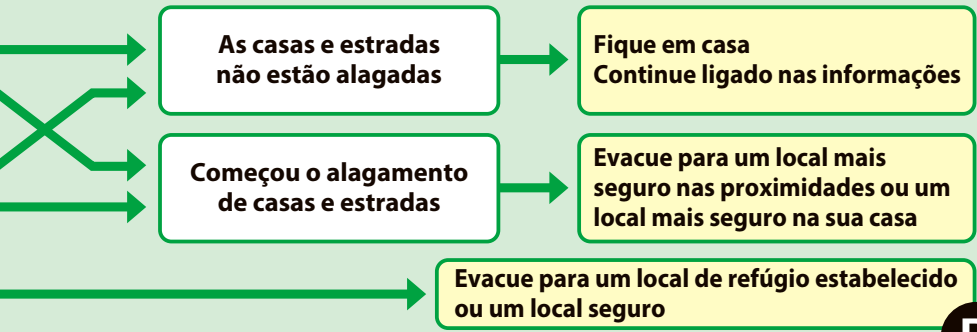 As casas e estradas
não estão alagadas
Fique em casa
Continue ligado nas informações
Começou o alagamento
de casas e estradas
Evacue para um local mais
seguro nas proximidades ou um
local mais seguro na sua casa
Evacue para um local de refúgio estabelecido
ou um local seguro